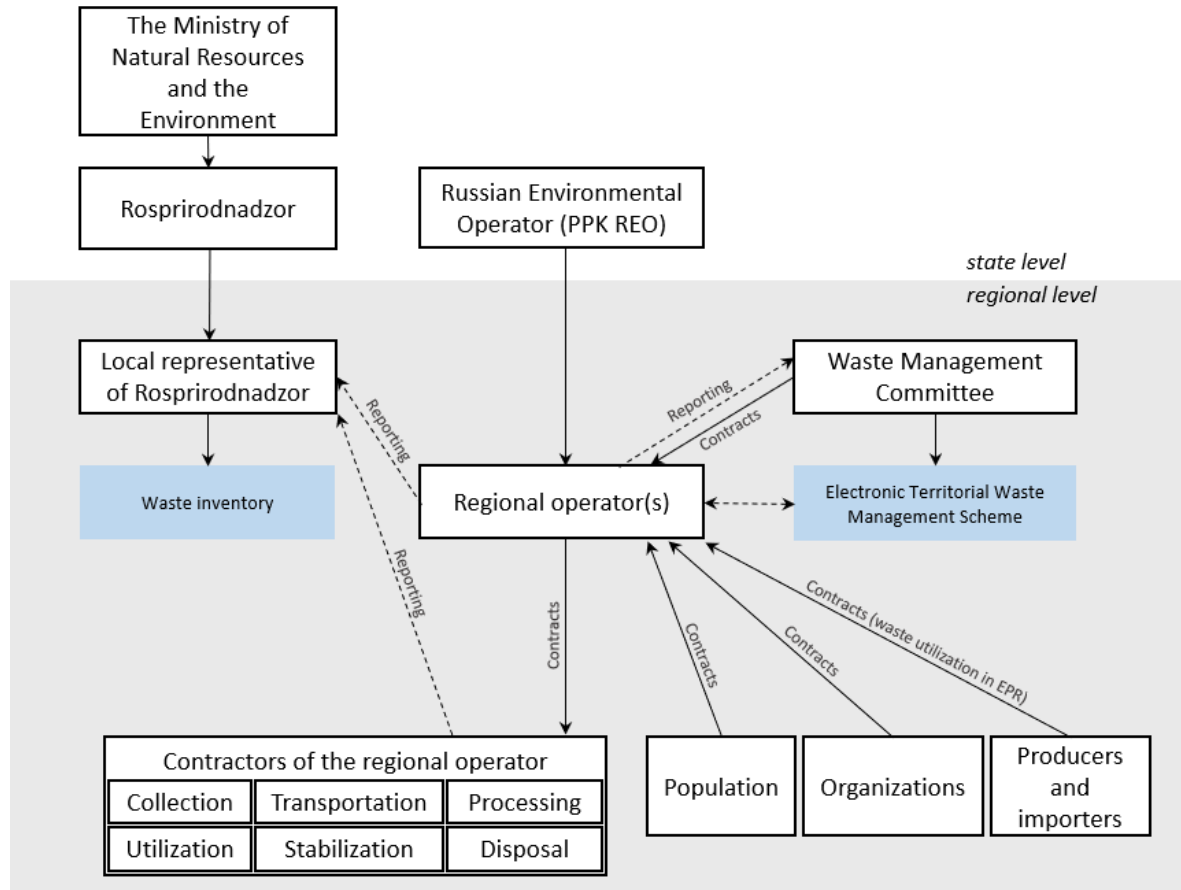 The Ministry of
Natural Resources
and the
Environment
Rosprirodnadzor
Russian Environmental
Operator (PPK REO)
state level
regional level
Local representative
of Rosprirodnadzor
Waste Management
Committee
Reporting
Reporting
Contracts
Waste inventory
Regional operator(s)
Electronic Territorial Waste
Management Scheme
Reporting
Contracts
Contracts
Contracts
Contracts (waste utilization in EPR)
Contractors of the regional operator
Collection
Transportation
Processing
Utilization
Stabilization
Disposal
Population
Organizations
Producers
and
importers